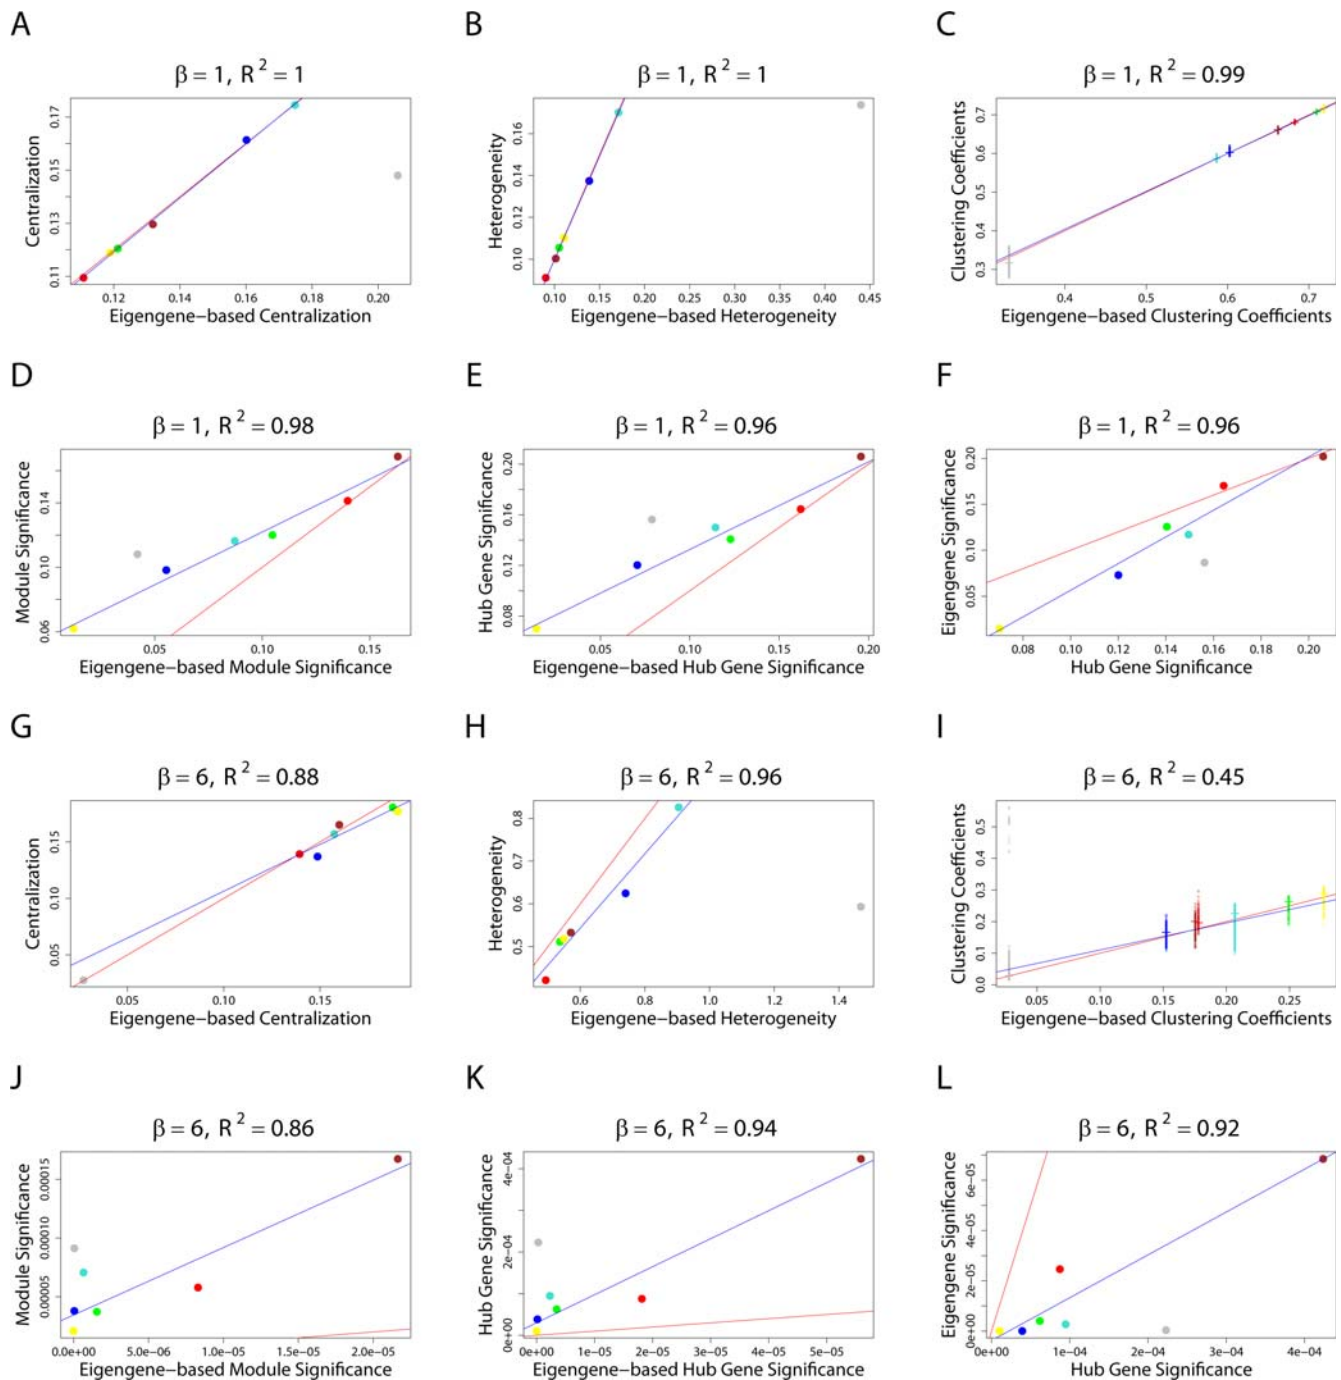 A
β = 1, R² = 1
Centralization
0.11 0.13 0.15 0.17
0.12 0.14 0.16 0.18 0.20
Eigengene−based Centralization
B
β = 1, R² = 1
Heterogeneity
0.10 0.12 0.14 0.16
0.10 0.15 0.20 0.25 0.30 0.35 0.40 0.45
Eigengene−based Heterogeneity
C
β = 1, R² = 0.99
Clustering Coefficients
0.3 0.4 0.5 0.6 0.7
0.4 0.5 0.6 0.7
Eigengene−based Clustering Coefficients
D
β = 1, R² = 0.98
Module Significance
0.06 0.10 0.14
0.05 0.10 0.15
Eigengene−based Module Significance
E
β = 1, R² = 0.96
Hub Gene Significance
0.08 0.12 0.16 0.20
0.05 0.10 0.15 0.20
Eigengene−based Hub Gene Significance
F
β = 1, R² = 0.96
Eigengene Significance
0.05 0.10 0.15 0.20
0.08 0.10 0.12 0.14 0.16 0.18 0.20
Hub Gene Significance
G
β = 6, R² = 0.88
Centralization
0.05 0.10 0.15
0.05 0.10 0.15
Eigengene−based Centralization
H
β = 6, R² = 0.96
Heterogeneity
0.5 0.6 0.7 0.8
0.6 0.8 1.0 1.2 1.4
Eigengene−based Heterogeneity
I
β = 6, R² = 0.45
Clustering Coefficients
0.0 0.1 0.2 0.3 0.4 0.5
0.05 0.10 0.15 0.20 0.25
Eigengene−based Clustering Coefficients
J
β = 6, R² = 0.86
Module Significance
0.00005 0.00010 0.00015
0.0e+00 5.0e−06 1.0e−05 1.5e−05 2.0e−05
Eigengene−based Module Significance
K
β = 6, R² = 0.94
Hub Gene Significance
0e+00 2e−04 4e−04
0e+00 1e−05 2e−05 3e−05 4e−05 5e−05
Eigengene−based Hub Gene Significance
L
β = 6, R² = 0.92
Eigengene Significance
0e+00 2e−05 6e−05
0e+00 1e−04 2e−04 3e−04 4e−04
Hub Gene Significance